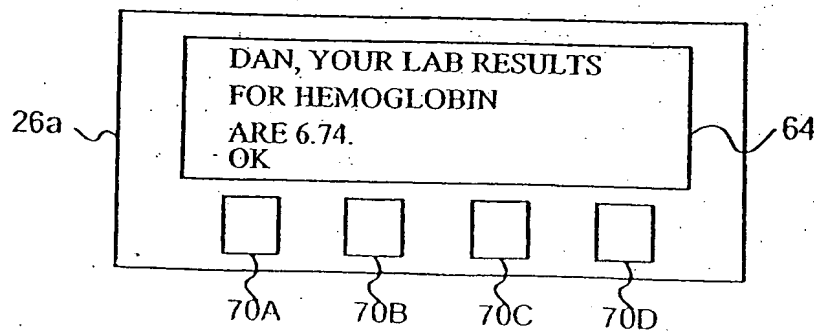 DAN, YOUR LAB RESULTS
FOR HEMOGLOBIN
ARE 6.74.
OK
26a
64
70A 70B 70C 70D